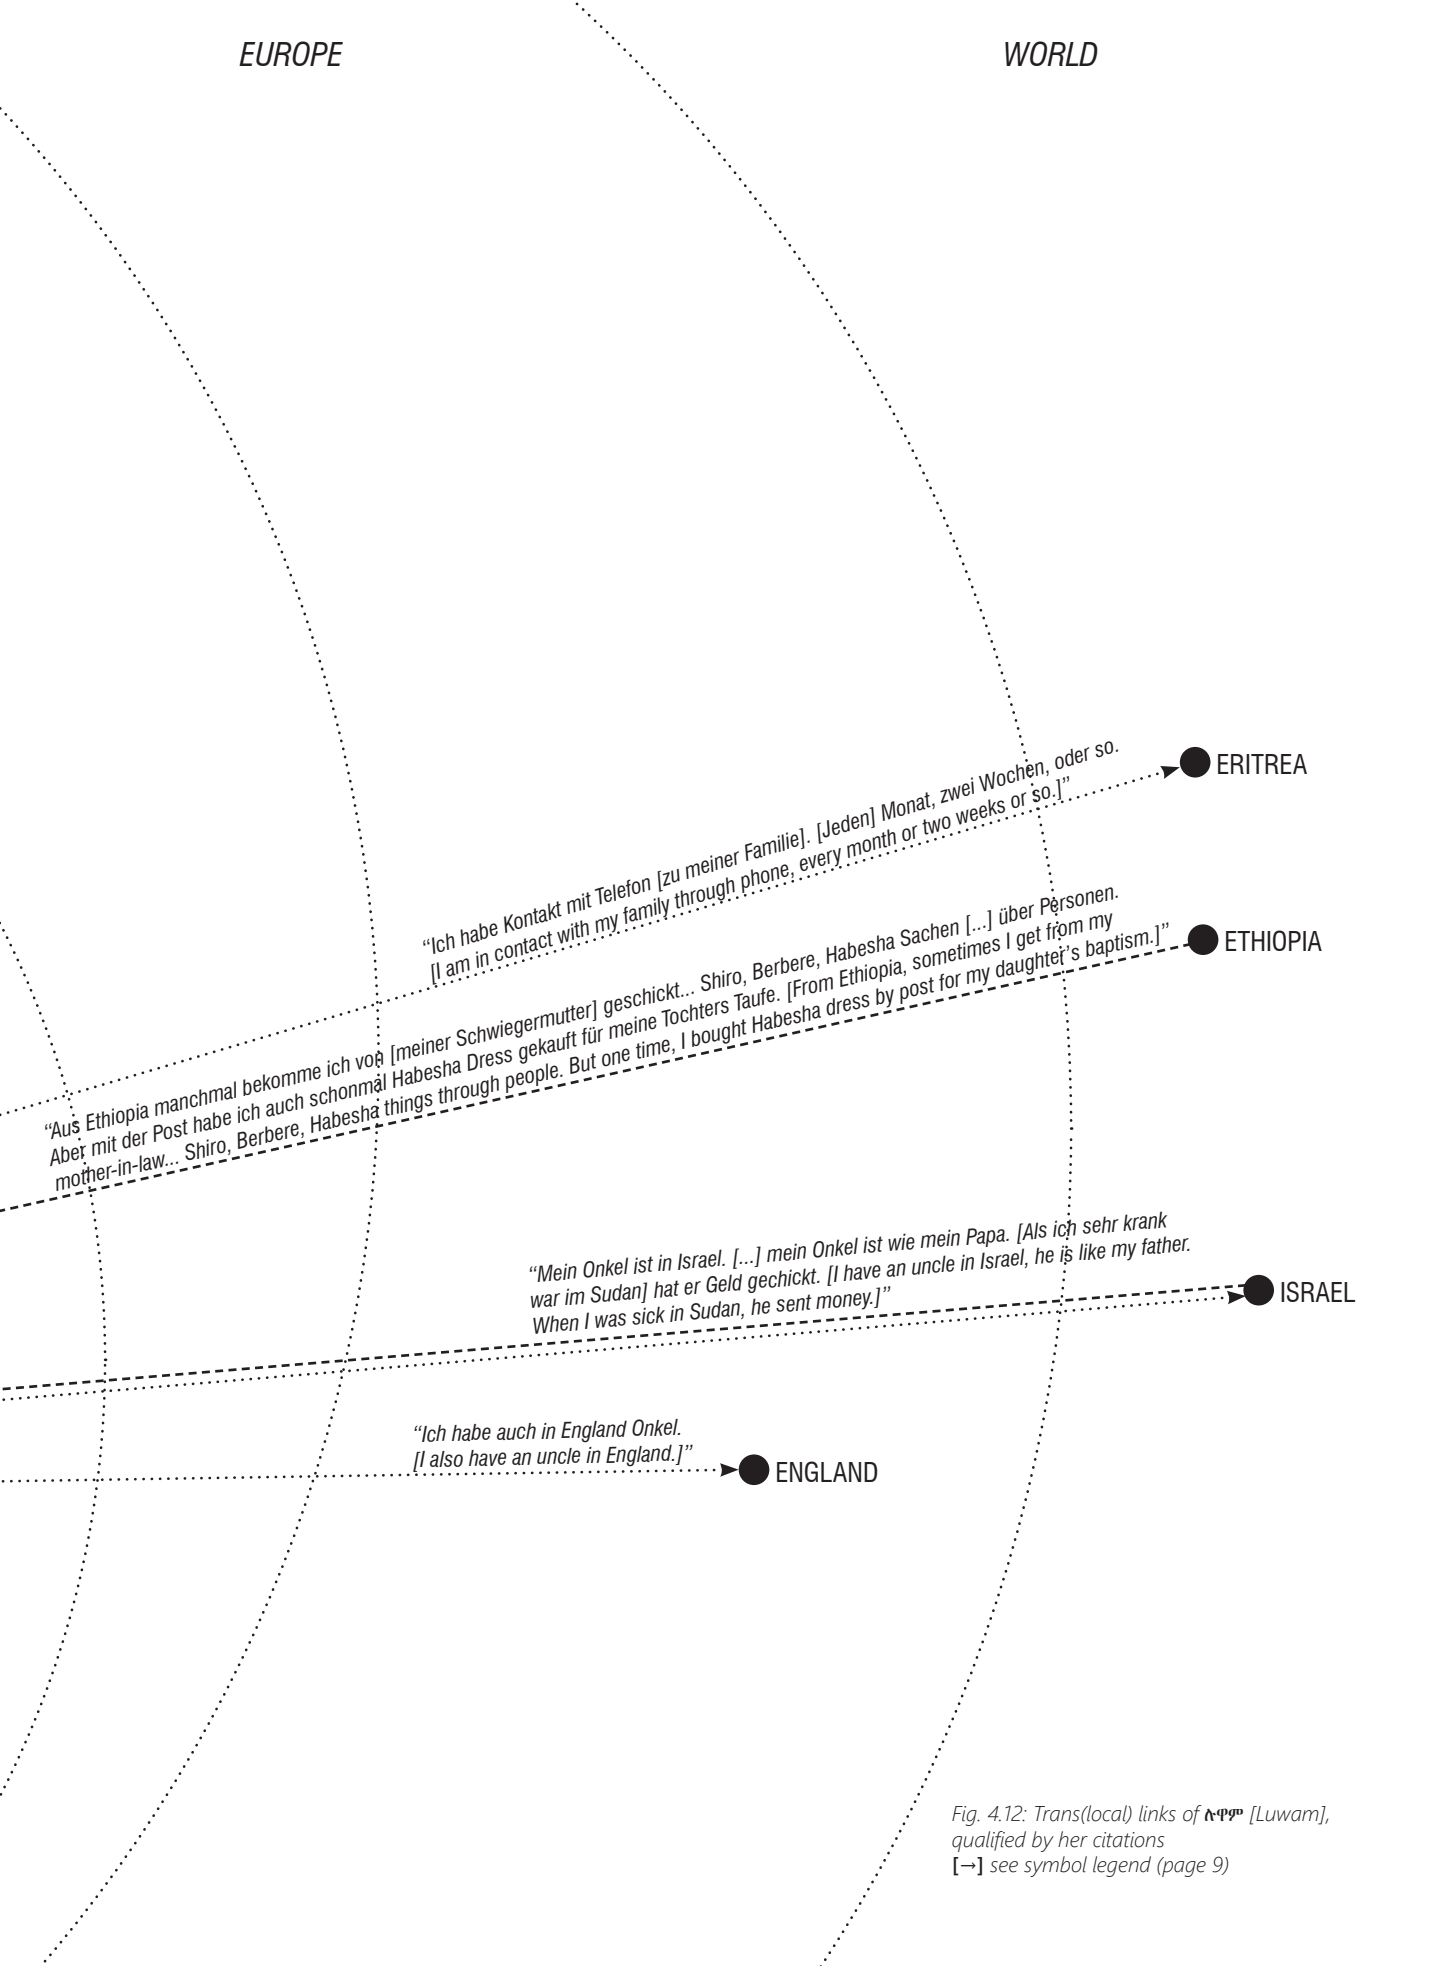 EUROPE
WORLD
“Ich habe Kontakt mit Telefon [zu meiner Familie]. [Jeden] Monat, zwei Wochen, oder so.
[I am in contact with my family through phone, every month or two weeks or so.]”
ERITREA
“Aus Ethiopia manchmal bekomme ich von [meiner Schwiegermutter] geschickt... Shiro, Berbere, Habesha Sachen [...] über Personen.
Aber mit der Post habe ich auch schonmal Habesha Dress gekauft für meine Tochters Taufe. [From Ethiopia, sometimes I get from my
mother-in-law... Shiro, Berbere, Habesha things through people. But one time, I bought Habesha dress by post for my daughter’s baptism.]”
ETHIOPIA
“Mein Onkel ist in Israel. [...] mein Onkel ist wie mein Papa. [Als ich sehr krank
war im Sudan] hat er Geld gechickt. [I have an uncle in Israel, he is like my father.
When I was sick in Sudan, he sent money.]”
ISRAEL
“Ich habe auch in England Onkel.
[I also have an uncle in England.]”
ENGLAND
Fig. 4.12: Trans(local) links of ሉዋም [Luwam],
qualified by her citations
[→] see symbol legend (page 9)